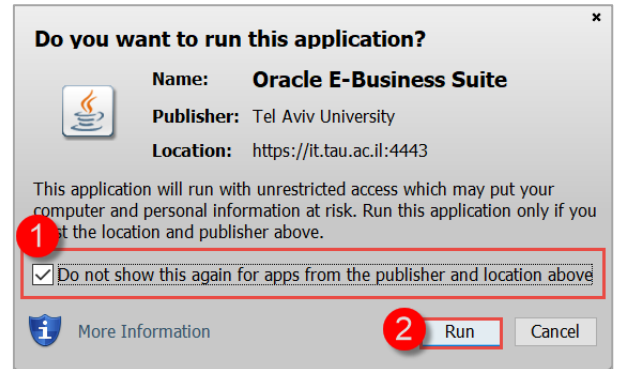 ×
Do you want to run this application?
Name: Oracle E-Business Suite
Publisher: Tel Aviv University
Location: https://it.tau.ac.il:4443
This application will run with unrestricted access which may put your
computer and personal information at risk. Run this application only if you
the location and publisher above.
1
Do not show this again for apps from the publisher and location above
More Information
2 Run Cancel